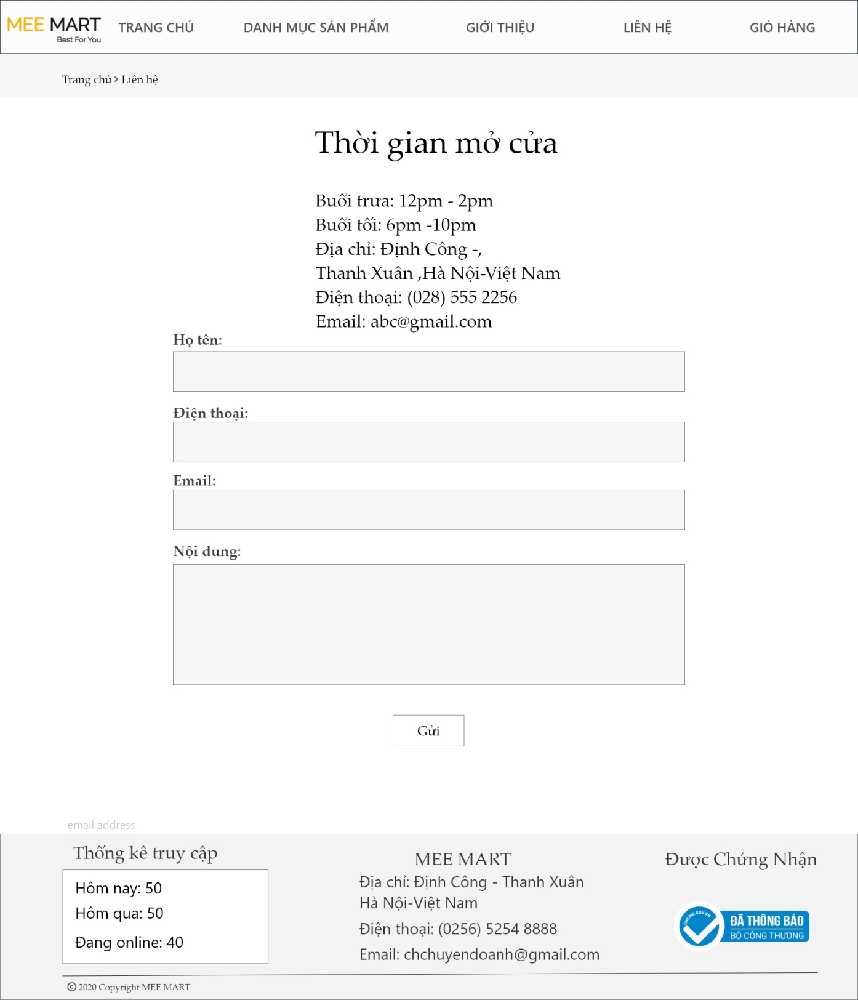 MEE MART
Best For You
TRANG CHỦ
DANH MỤC SẢN PHẨM
GIỚI THIỆU
LIÊN HỆ
GIỎ HÀNG
Trang chủ > Liên hệ
Thời gian mở cửa
Buổi trưa: 12pm - 2pm
Buổi tối: 6pm -10pm
Địa chỉ: Định Công -,
Thanh Xuân ,Hà Nội-Việt Nam
Điện thoại: (028) 555 2256
Email: abc@gmail.com
Họ tên:
Điện thoại:
Email:
Nội dung:
Gửi
email address
Thống kê truy cập
Hôm nay: 50
Hôm qua: 50
Đang online: 40
MEE MART
Địa chỉ: Định Công - Thanh Xuân
Hà Nội-Việt Nam
Điện thoại: (0256) 5254 8888
Email: chchuyendoanh@gmail.com
Được Chứng Nhận
ONLINE.GOV.VN
ĐÃ THÔNG BÁO
BỘ CÔNG THƯƠNG
© 2020 Copyright MEE MART